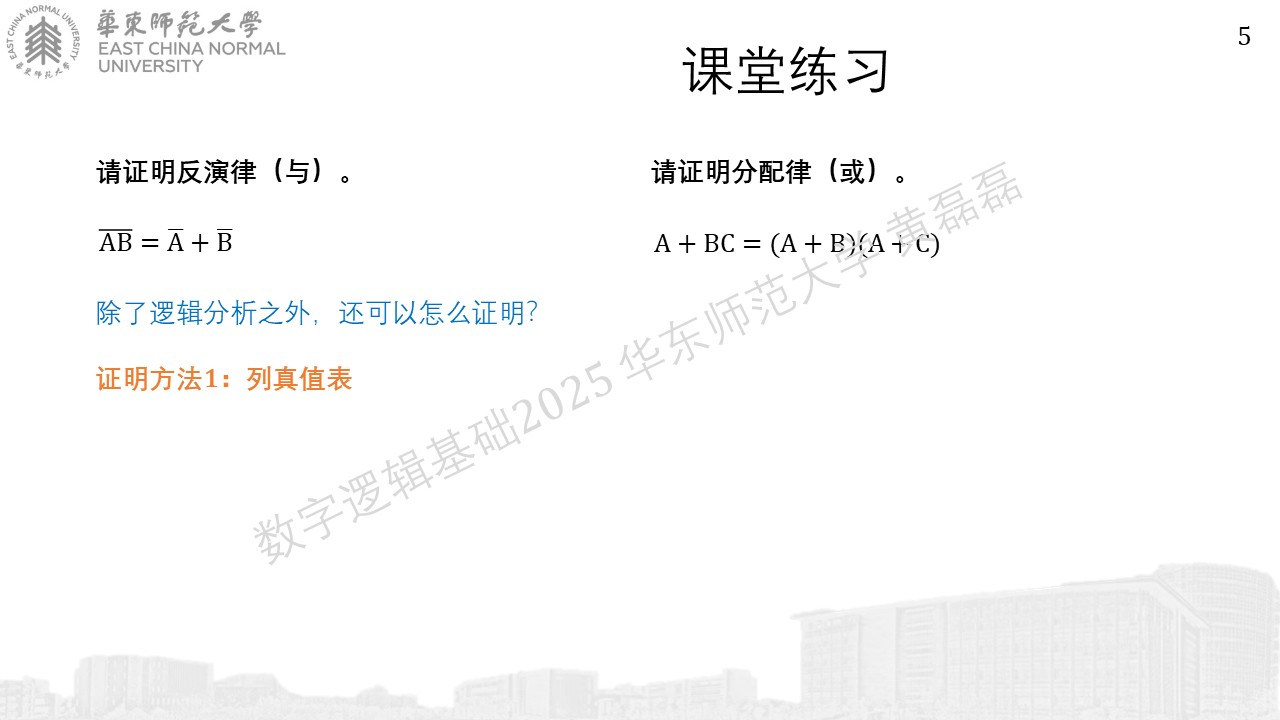 華東師範大學
EAST CHINA NORMAL
UNIVERSITY
5
课堂练习
请证明反演律（与）。
$\overline{AB} = \overline{A} + \overline{B}$
除了逻辑分析之外，还可以怎么证明？
证明方法1：列真值表
请证明分配律（或）。
A + BC = (A + B)(A + C)
数字逻辑基础2025 华东师范大学 黄磊磊
EAST CHINA NORMAL UNIVERSITY
華東師範大學